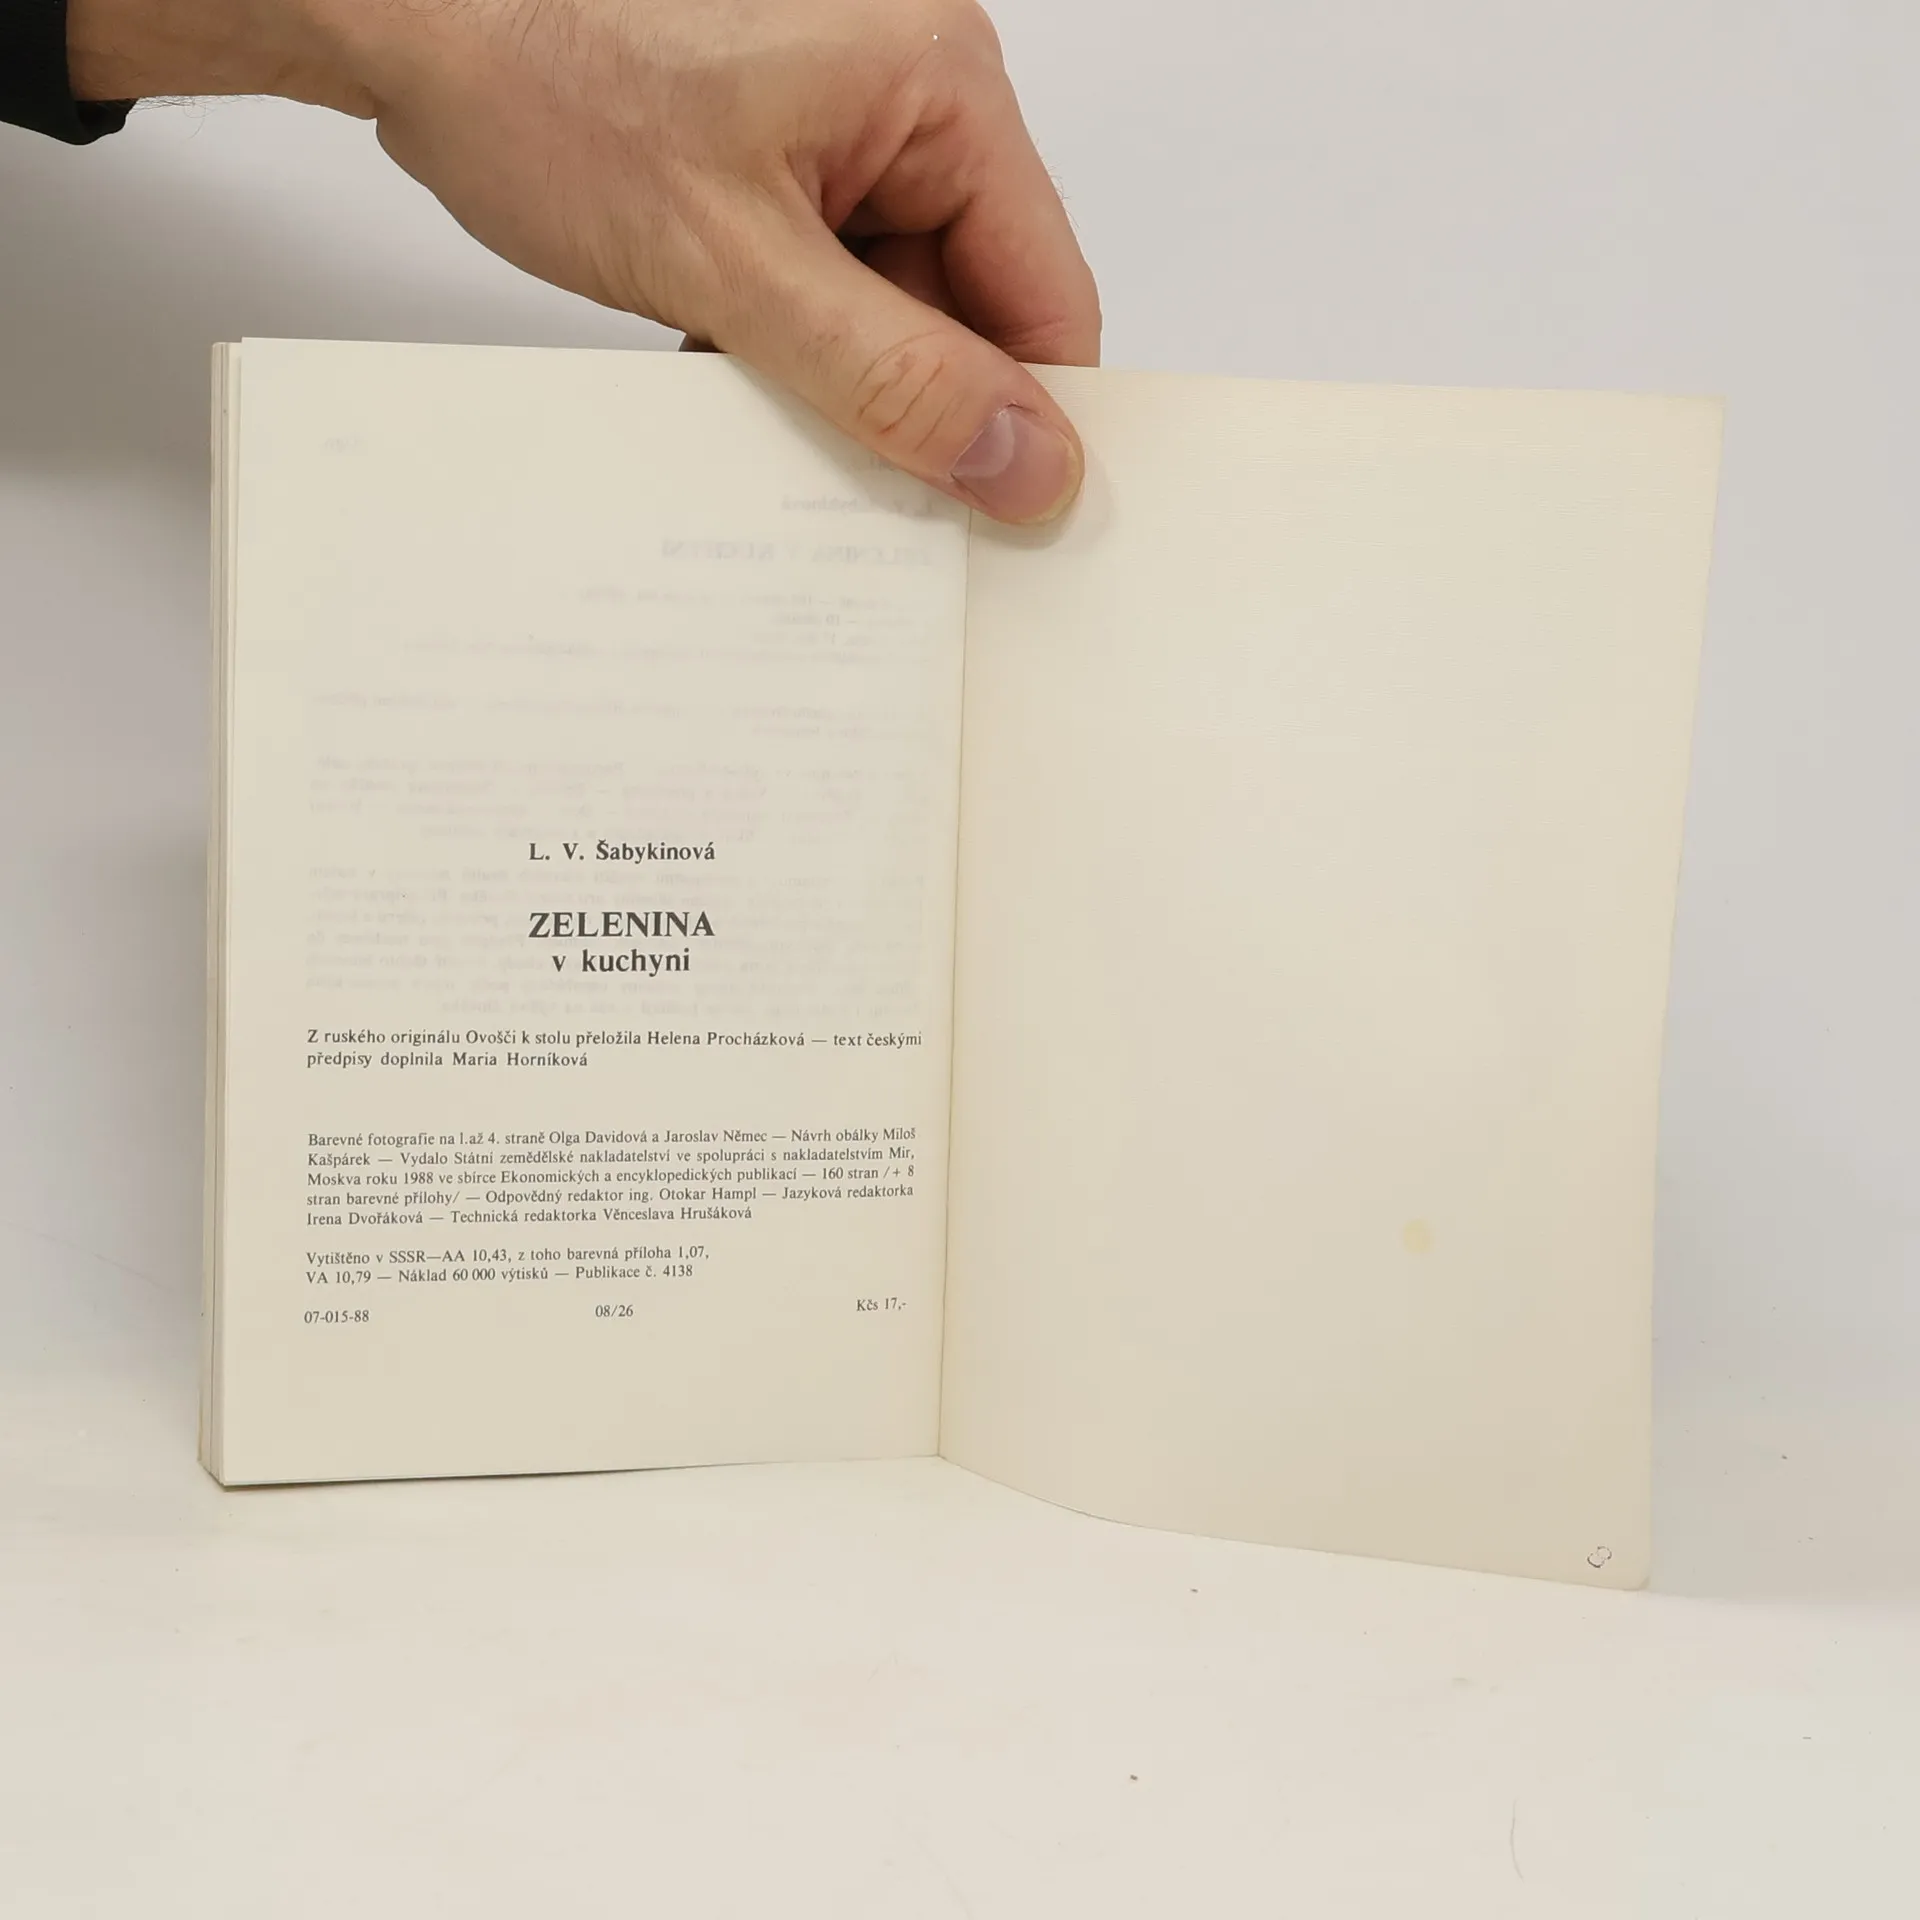 L. V. Šabykinová
ZELENINA
v kuchyni
Z ruského originálu Ovošči k stolu přeložila Helena Procházková — text českými
předpisy doplnila Maria Horníková
Barevné fotografie na 1.až 4. straně Olga Davidová a Jaroslav Němec — Návrh obálky Miloš
Kašpárek — Vydalo Státní zemědělské nakladatelství ve spolupráci s nakladatelstvím Mir,
Moskva roku 1988 ve sbírce Ekonomických a encyklopedických publikací — 160 stran /+ 8
stran barevné přílohy/ — Odpovědný redaktor ing. Otokar Hampl — Jazyková redaktorka
Irena Dvořáková — Technická redaktorka Věnceslava Hrušáková
Vytištěno v SSSR—AA 10,43, z toho barevná příloha 1,07,
VA 10,79 — Náklad 60 000 výtisků — Publikace č. 4138
07-015-88 08/26 Kčs 17,-